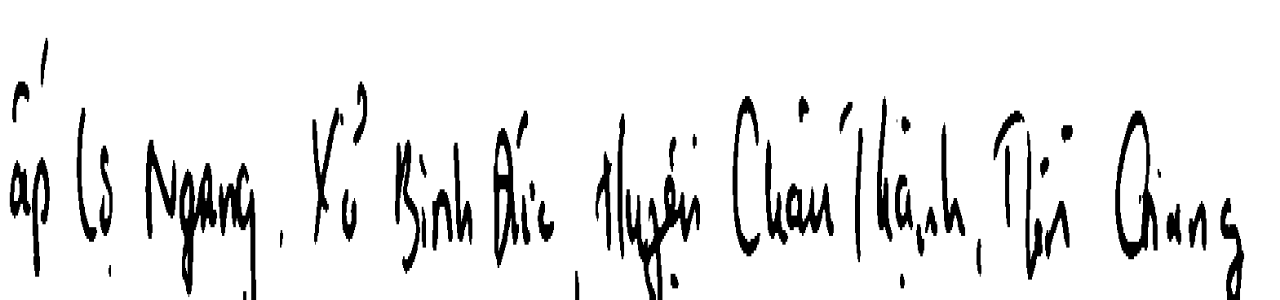 ấp Lộ Ngang, Xã Bình Đức, Huyện Châu Thành, Tiền Giang